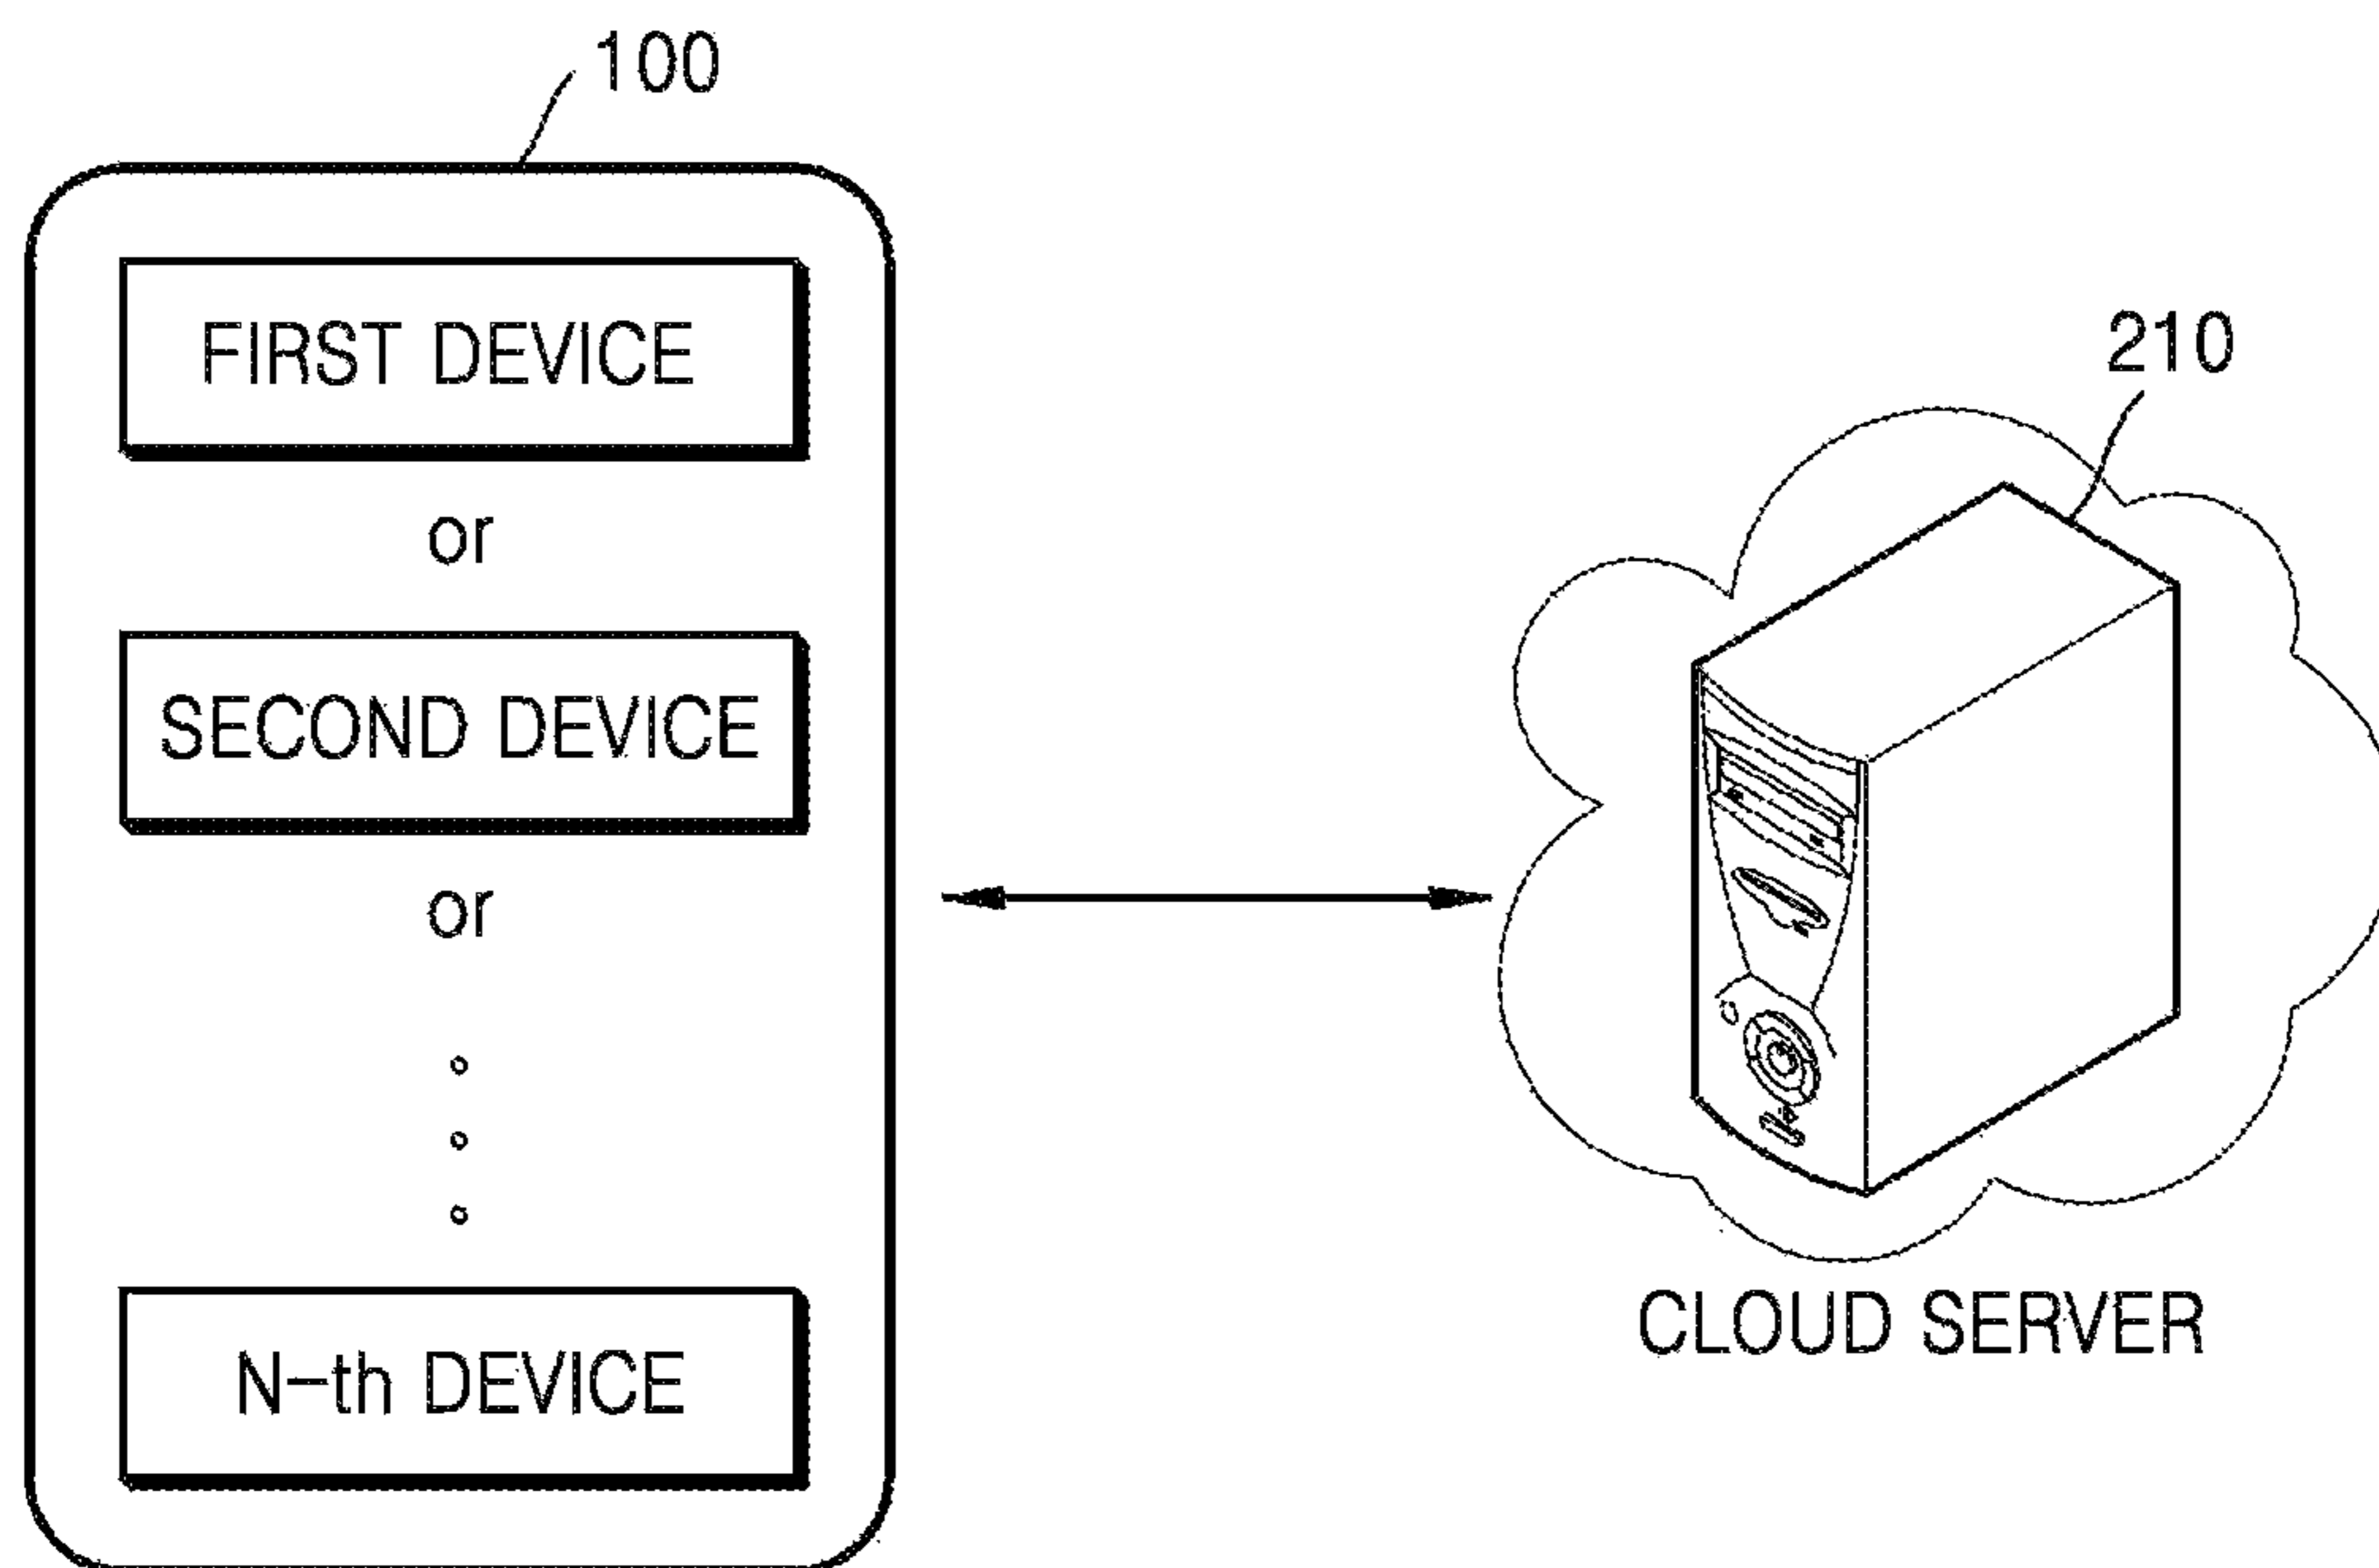 100
FIRST DEVICE
210
or
SECOND DEVICE
or
N-th DEVICE
CLOUD SERVER